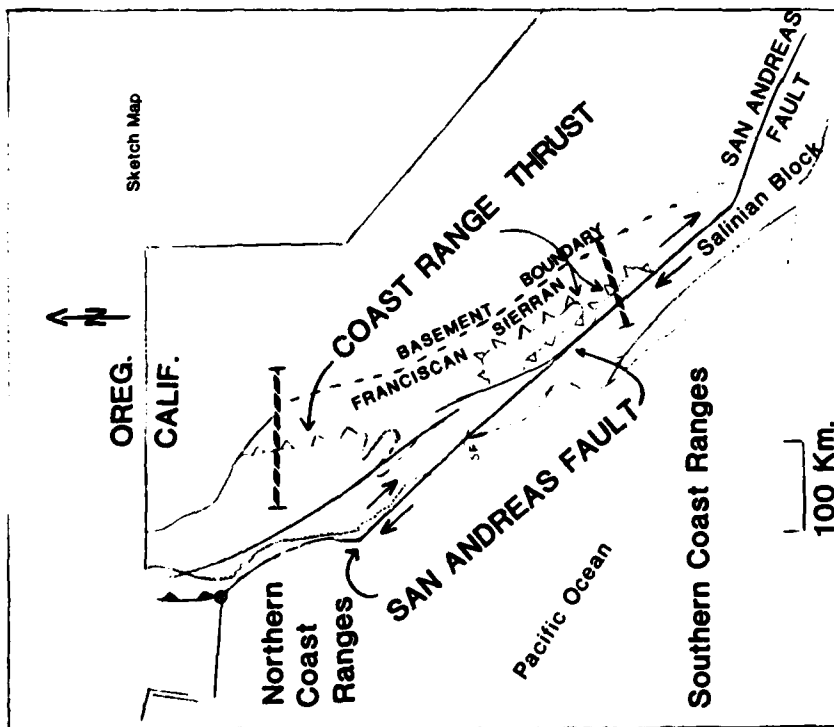 Sketch Map
N
OREG.
CALIF.
COAST RANGE THRUST
BASEMENT BOUNDARY
FRANCISCAN SIERRAN
SAN ANDREAS
FAULT
Salinian Block
SF
SAN ANDREAS FAULT
Northern
Coast
Ranges
Pacific Ocean
Southern Coast Ranges
100 Km.